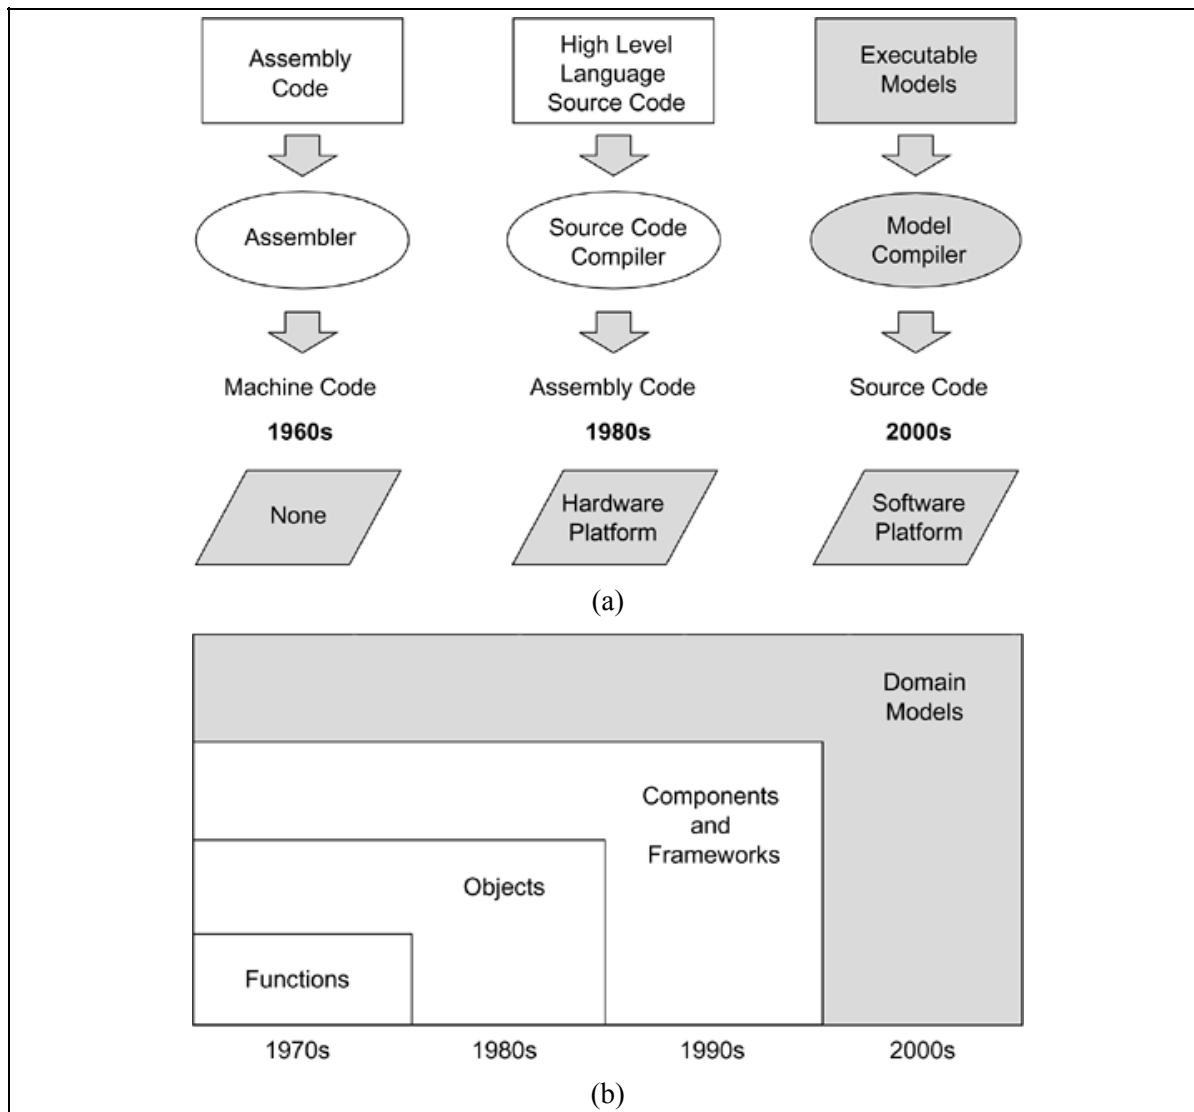 Assembly
Code
High Level
Language
Source Code
Executable
Models
Assembler
Source Code
Compiler
Model
Compiler
Machine Code
Assembly Code
Source Code
1960s
1980s
2000s
None
Hardware
Platform
Software
Platform
(a)
Domain
Models
Components
and
Frameworks
Objects
Functions
1970s
1980s
1990s
2000s
(b)